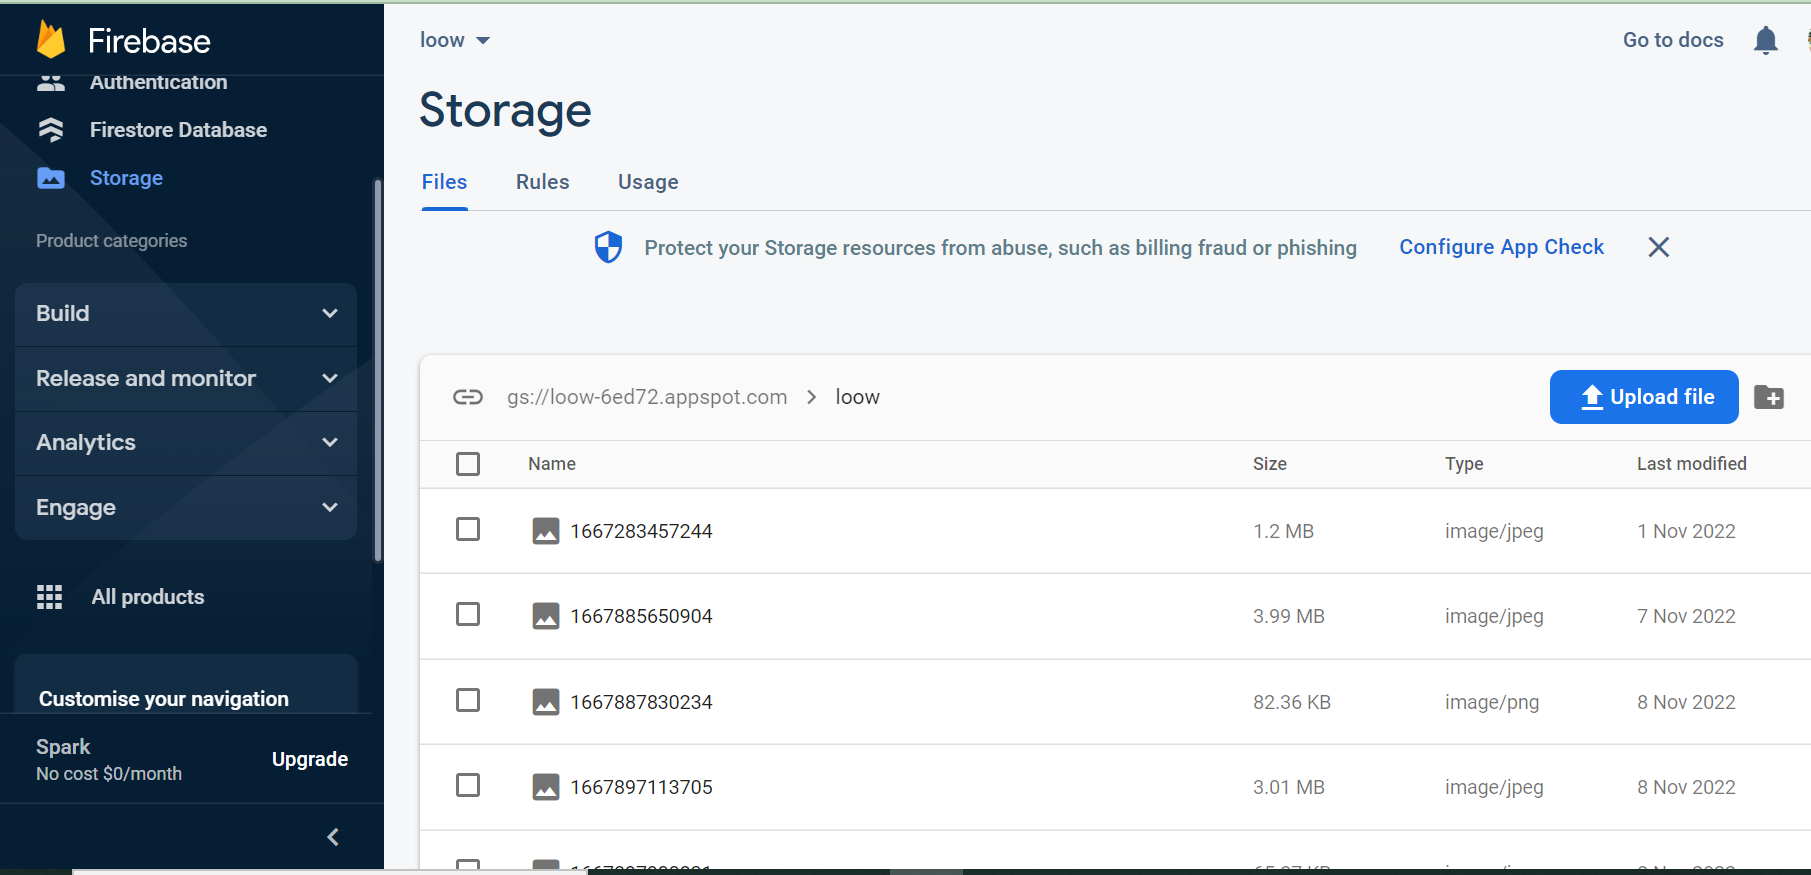 Firebase
Authentication
Firestore Database
Storage
Product categories
Build
Release and monitor
Analytics
Engage
All products
Customise your navigation
Spark
No cost $0/month
Upgrade
loow
Go to docs
Storage
Files Rules Usage
Protect your Storage resources from abuse, such as billing fraud or phishing Configure App Check
gs://loow-6ed72.appspot.com > loow
Upload file
Name Size Type Last modified
1667283457244 1.2 MB image/jpeg 1 Nov 2022
1667885650904 3.99 MB image/jpeg 7 Nov 2022
1667887830234 82.36 KB image/png 8 Nov 2022
1667897113705 3.01 MB image/jpeg 8 Nov 2022